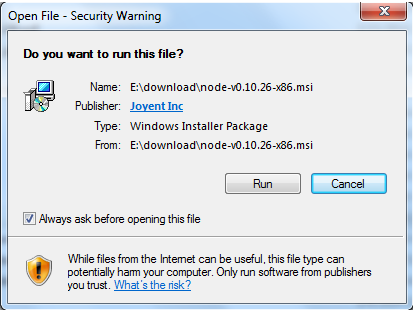 Open File - Security Warning
Do you want to run this file?
Name: E:\download\node-v0.10.26-x86.msi
Publisher: Joyent Inc
Type: Windows Installer Package
From: E:\download\node-v0.10.26-x86.msi
Run Cancel
Always ask before opening this file
While files from the Internet can be useful, this file type can
potentially harm your computer. Only run software from publishers
you trust. What's the risk?